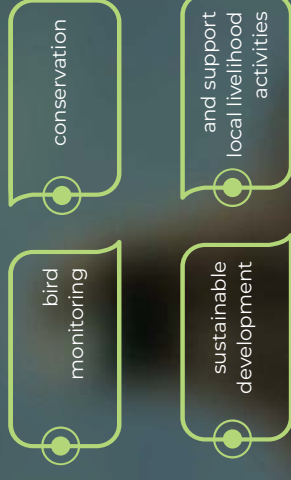 bird
monitoring
conservation
sustainable
development
and support
local livelihood
activities